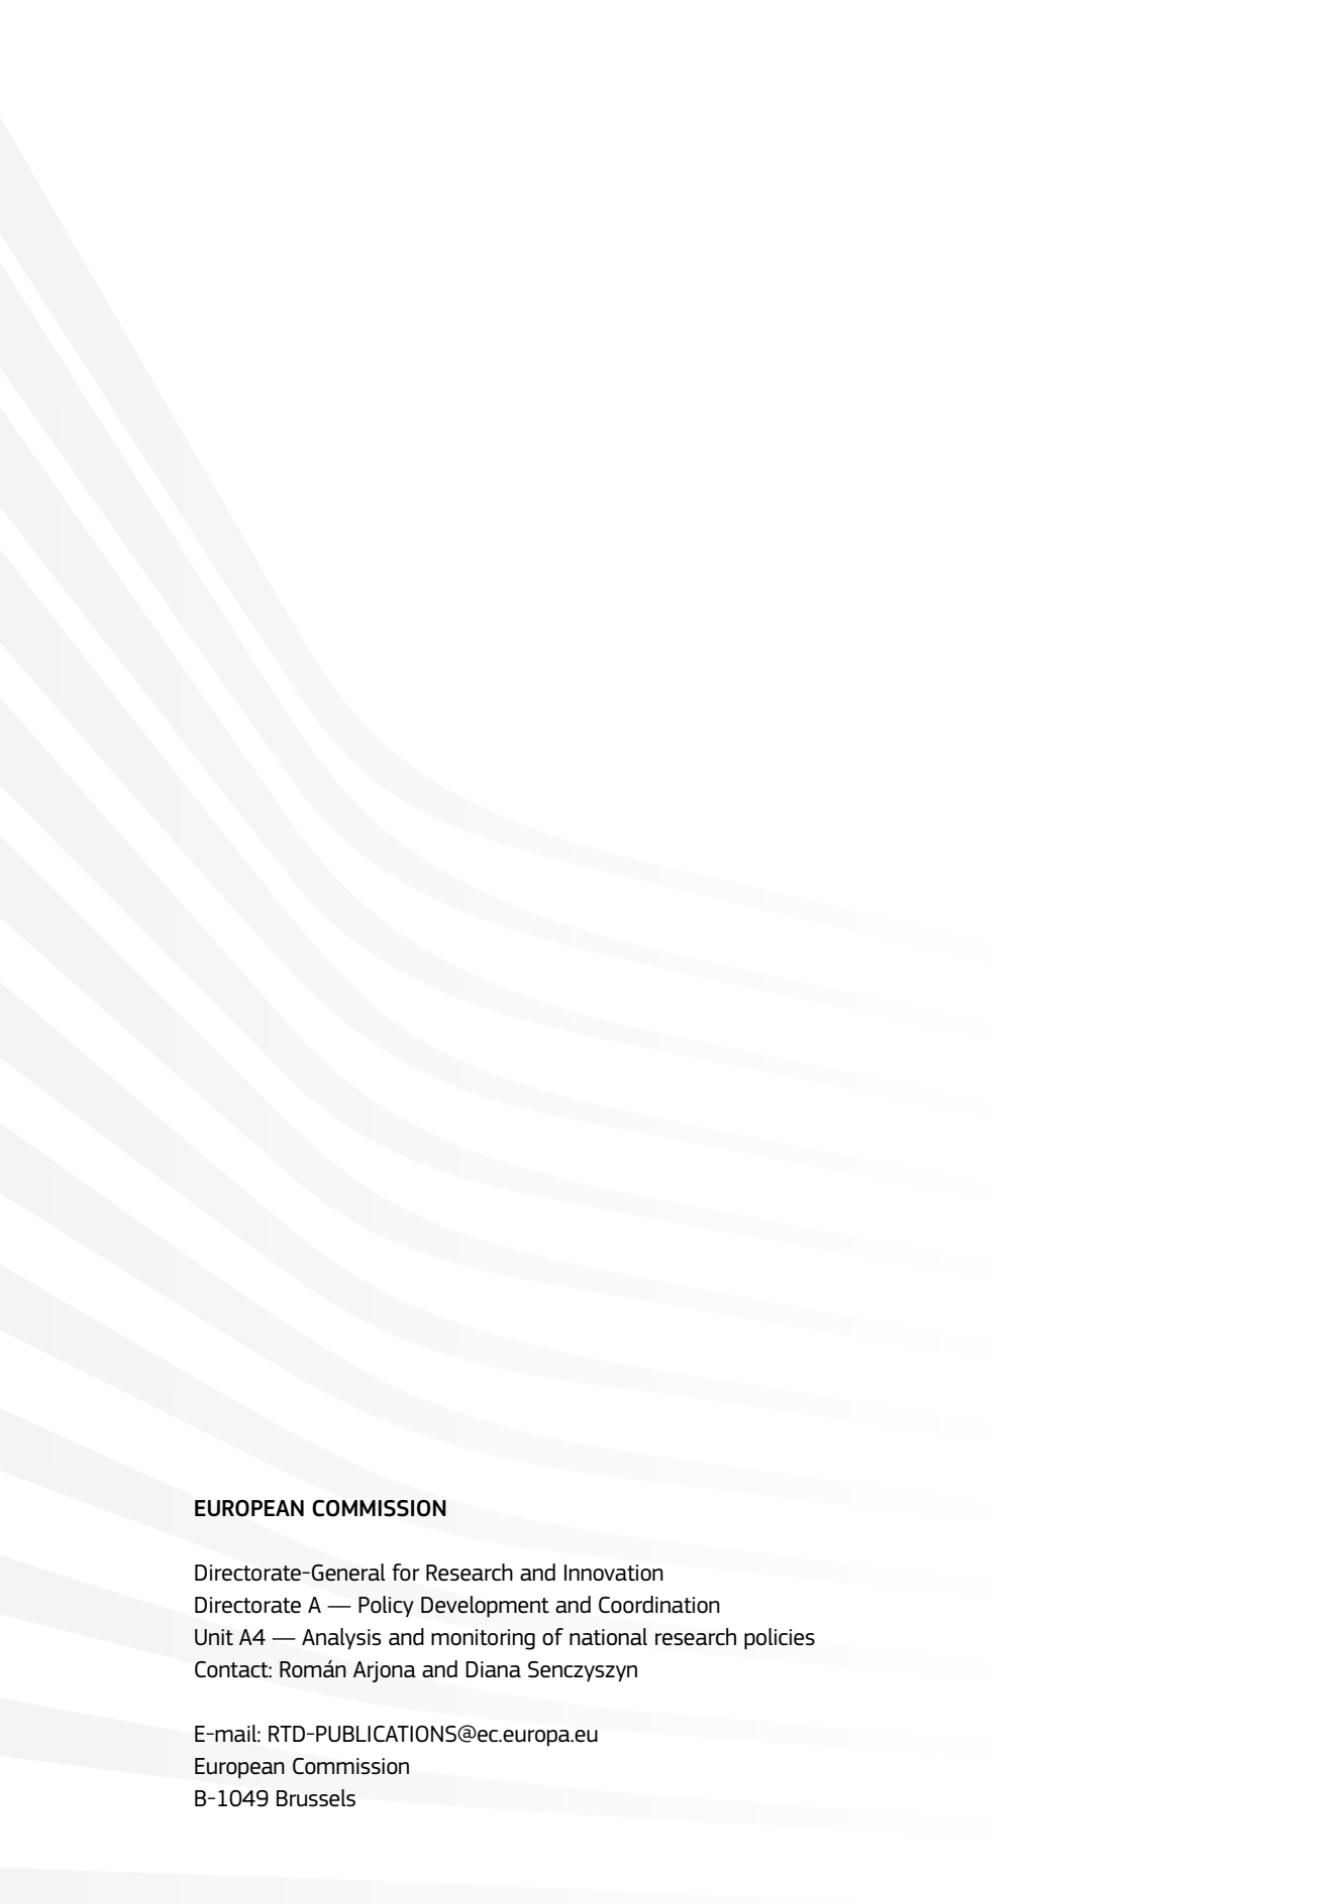 EUROPEAN COMMISSION
Directorate-General for Research and Innovation
Directorate A — Policy Development and Coordination
Unit A4 — Analysis and monitoring of national research policies
Contact: Román Arjona and Diana Senczyszyn
E-mail: RTD-PUBLICATIONS@ec.europa.eu
European Commission
B-1049 Brussels